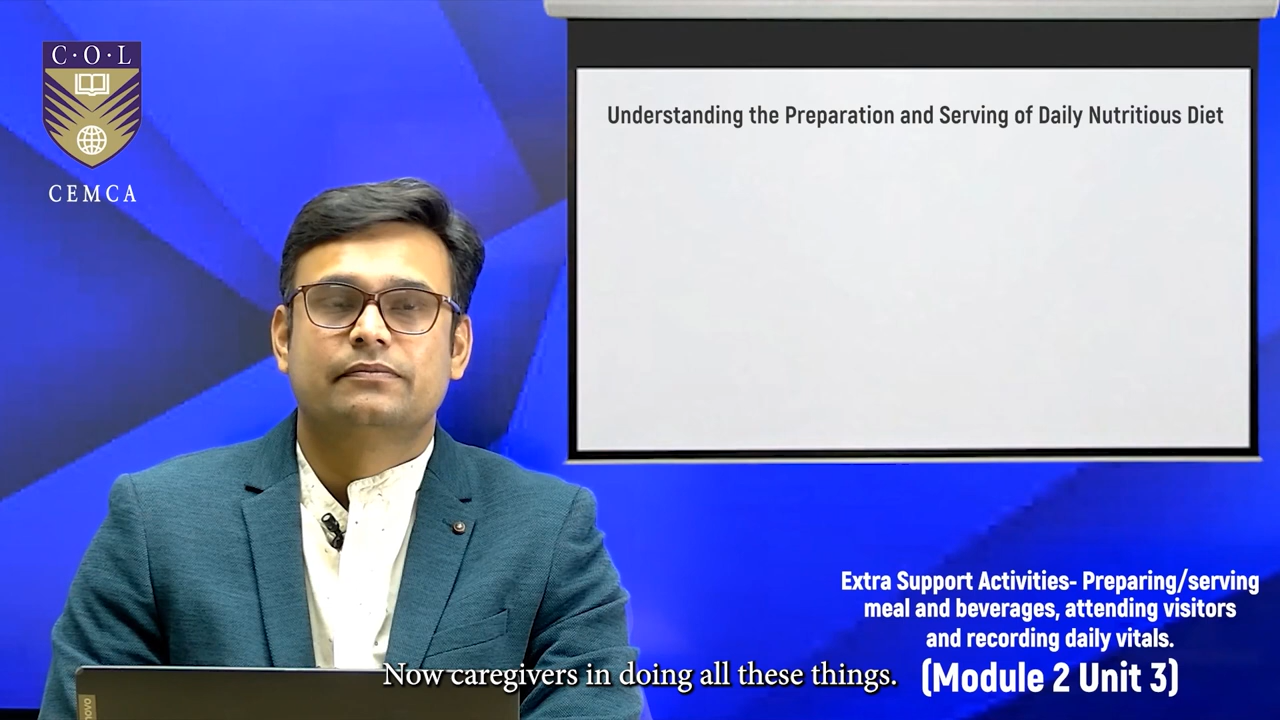 C·O·L
CEMCA
Understanding the Preparation and Serving of Daily Nutritious Diet
Extra Support Activities- Preparing/serving
meal and beverages, attending visitors
and recording daily vitals.
(Module 2 Unit 3)
Now caregivers in doing all these things.